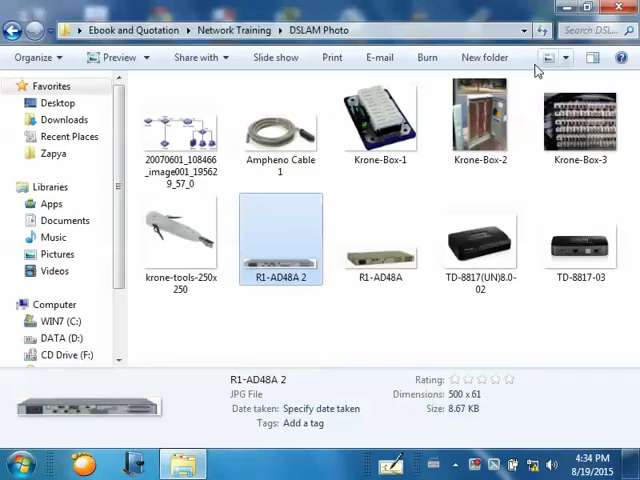 Ebook and Quotation
Network Training
DSLAM Photo
Search DSL...
Organize
Preview
Share with
Slide show
Print
E-mail
Burn
New folder
Favorites
Desktop
Downloads
Recent Places
Zapya
Libraries
Apps
Documents
Music
Pictures
Videos
Computer
WIN7 (C:)
DATA (D:)
CD Drive (F:)
20070601_108466
_image001_19562
9_57_0
Ampheno Cable
1
Krone-Box-1
Krone-Box-2
Krone-Box-3
krone-tools-250x
250
R1-AD48A 2
R1-AD48A
TD-8817(UN)8.0-
02
TD-8817-03
R1-AD48A 2
JPG File
Date taken: Specify date taken
Tags: Add a tag
Rating:
Dimensions: 500 x 61
Size: 8.67 KB
4:34 PM
8/19/2015